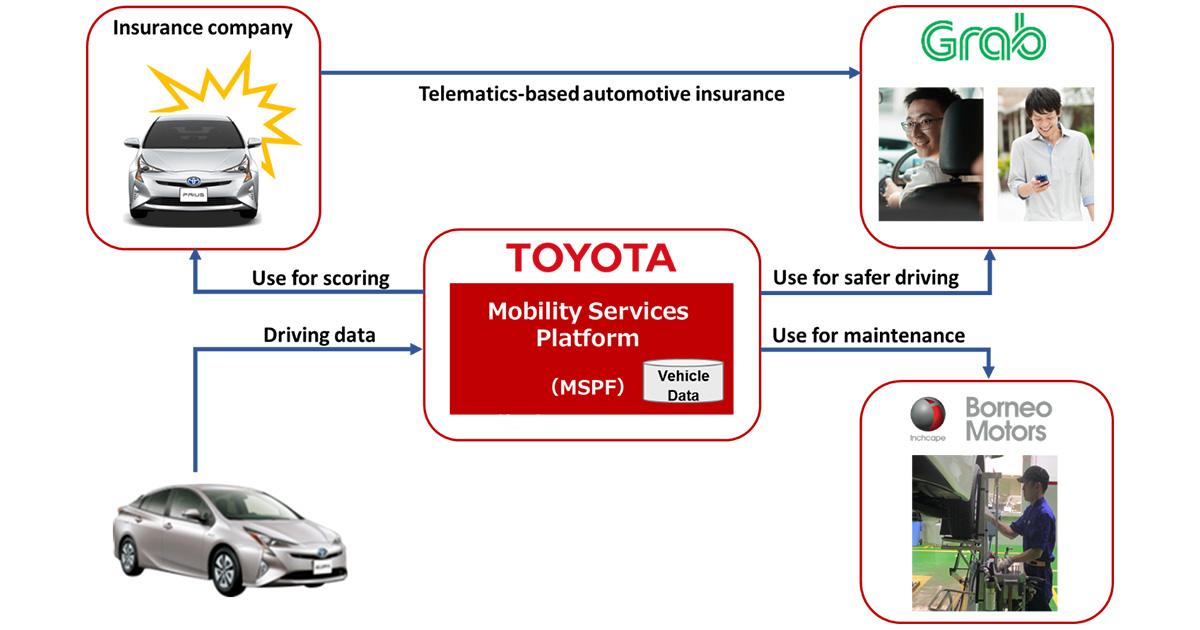 Insurance company
PRIUS
Grab
Telematics-based automotive insurance
TOYOTA
Mobility Services
Platform
(MSPF)
Vehicle
Data
Use for scoring
Driving data
Use for safer driving
Use for maintenance
Inchcape
Borneo
Motors